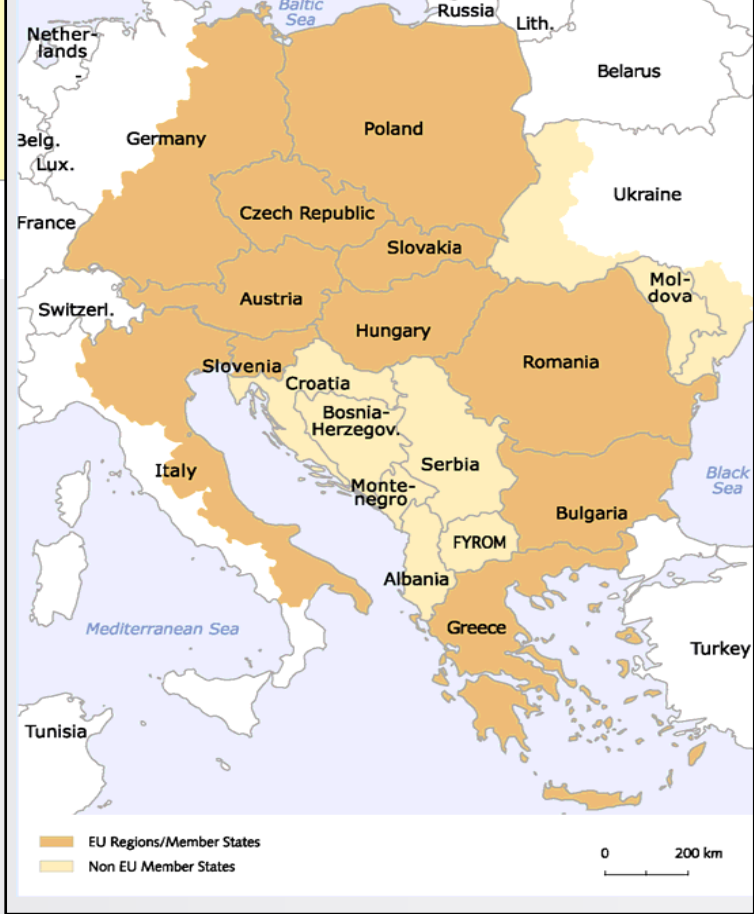 Baltic
Sea
Russia
Lith.
Nether-
lands
-
Belarus
Poland
Germany
Belg.
Lux.
Ukraine
Czech Republic
France
Slovakia
Mol-
dova
Austria
Switzerl.
Hungary
Romania
Slovenia
Croatia
Bosnia-
Herzegov.
Serbia
Italy
Black
Sea
Monte-
negro
Bulgaria
FYROM
Albania
Mediterranean Sea
Greece
Turkey
Tunisia
EU Regions/Member States
Non EU Member States
0 200 km